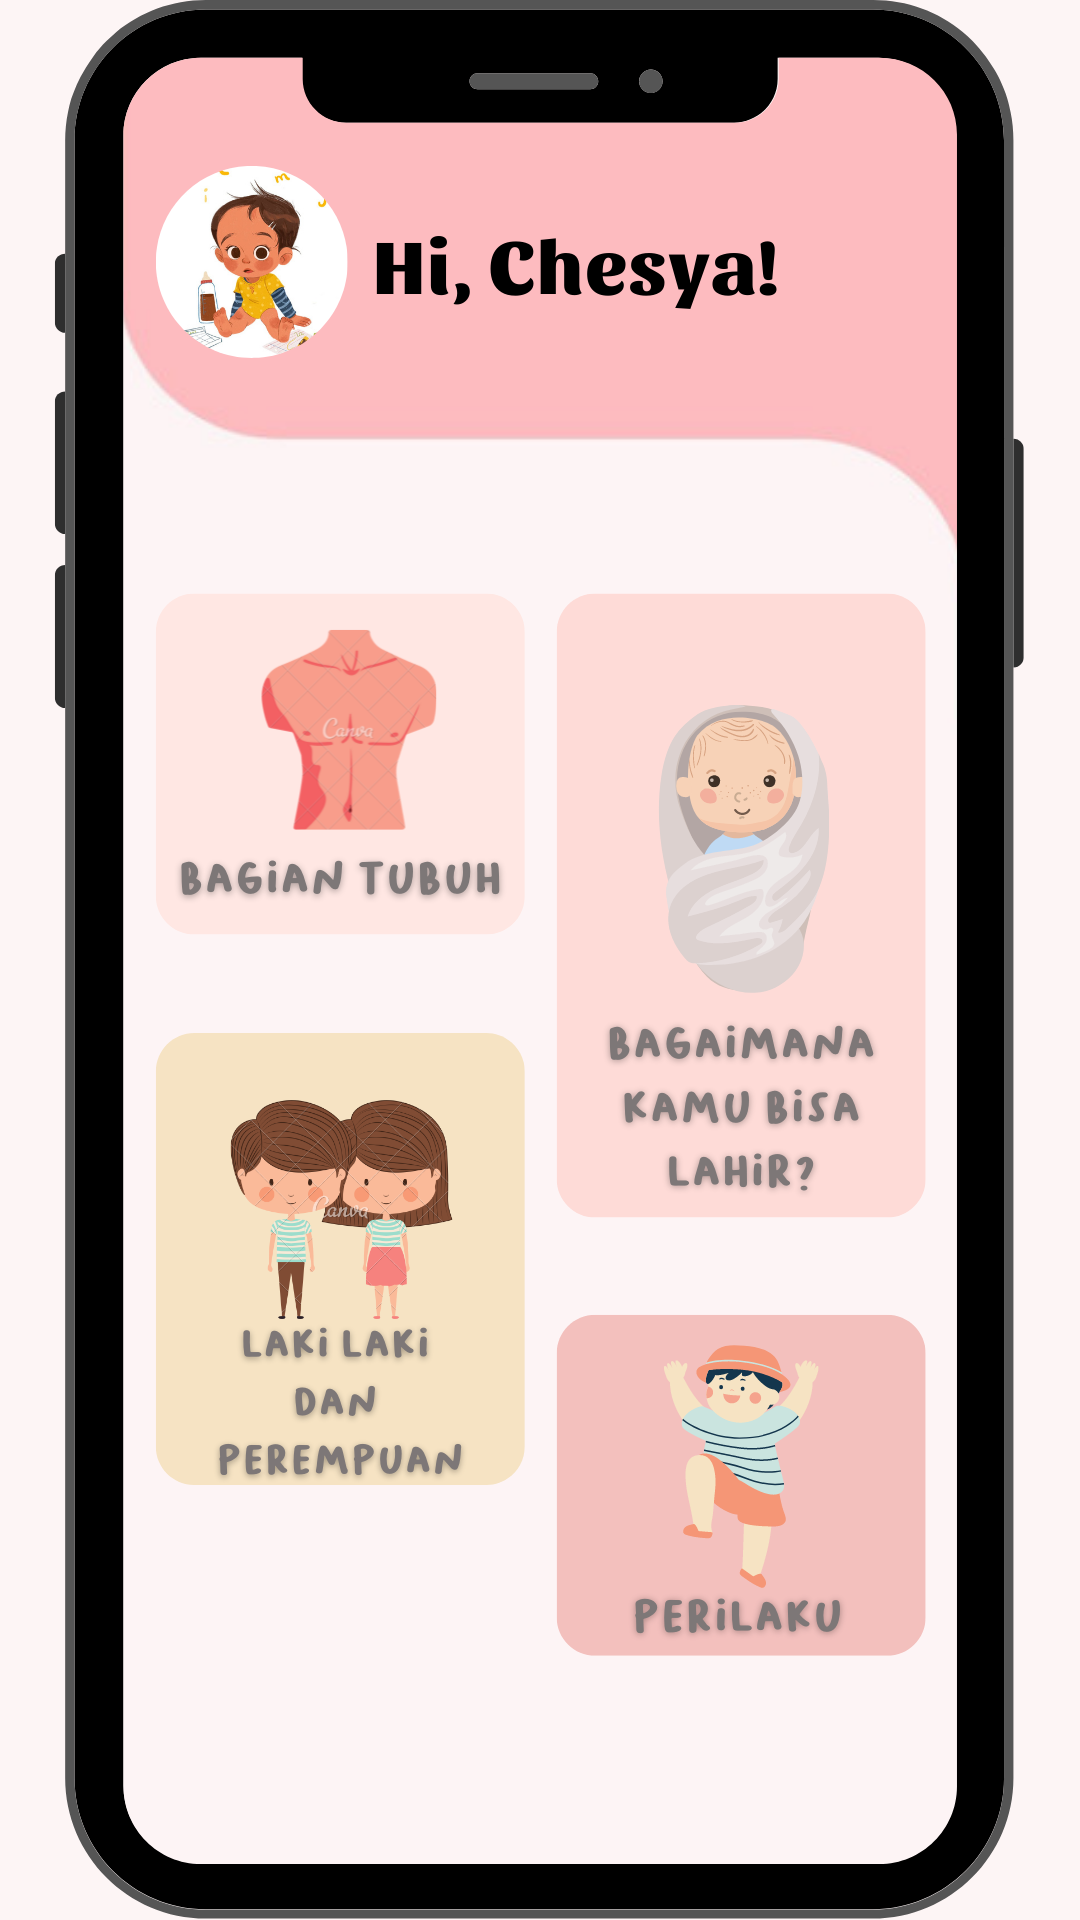 Hi, Chesya!
BAGiAN TUBUH
Canva
BAGAiMANA
KAMU BiSA
LAHiR?
LAKi LAKi
DAN
PEREMPUAN
Canva
PERiLAKU